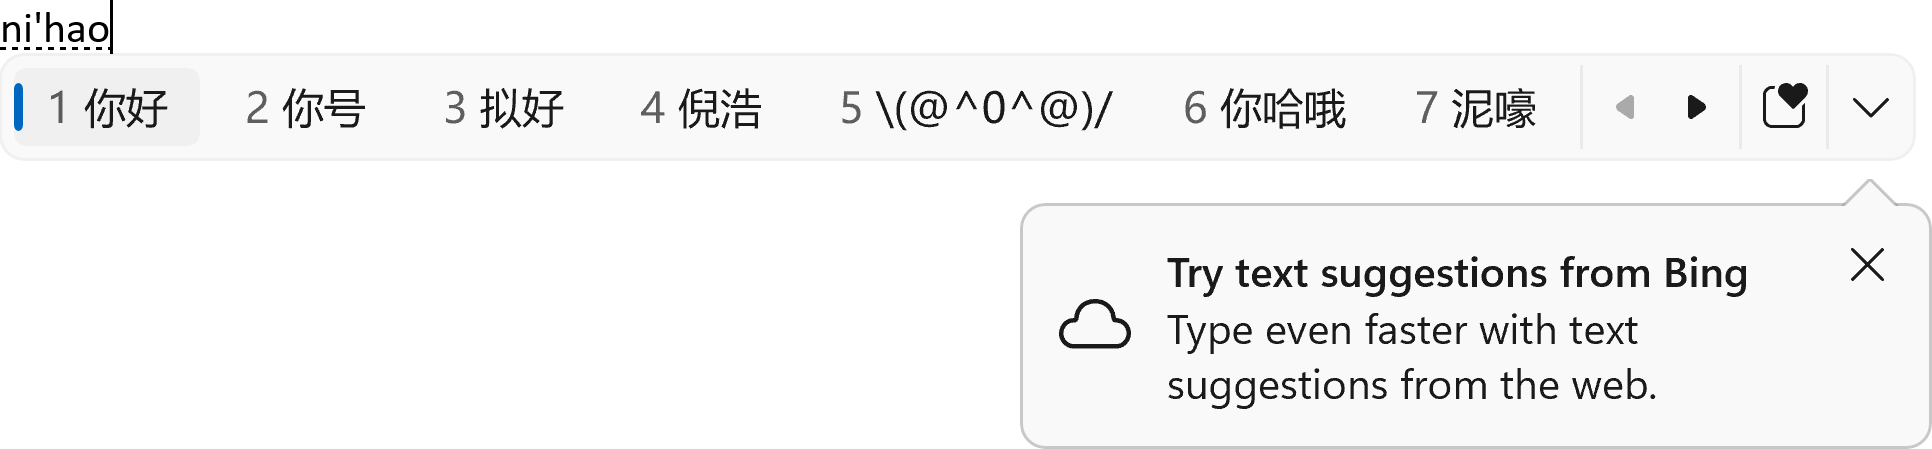 ni'hao
1 你好 2 你号 3 拟好 4 倪浩 5 \(@^0^@)/ 6 你哈哦 7 泥嚎
Try text suggestions from Bing
Type even faster with text
suggestions from the web.